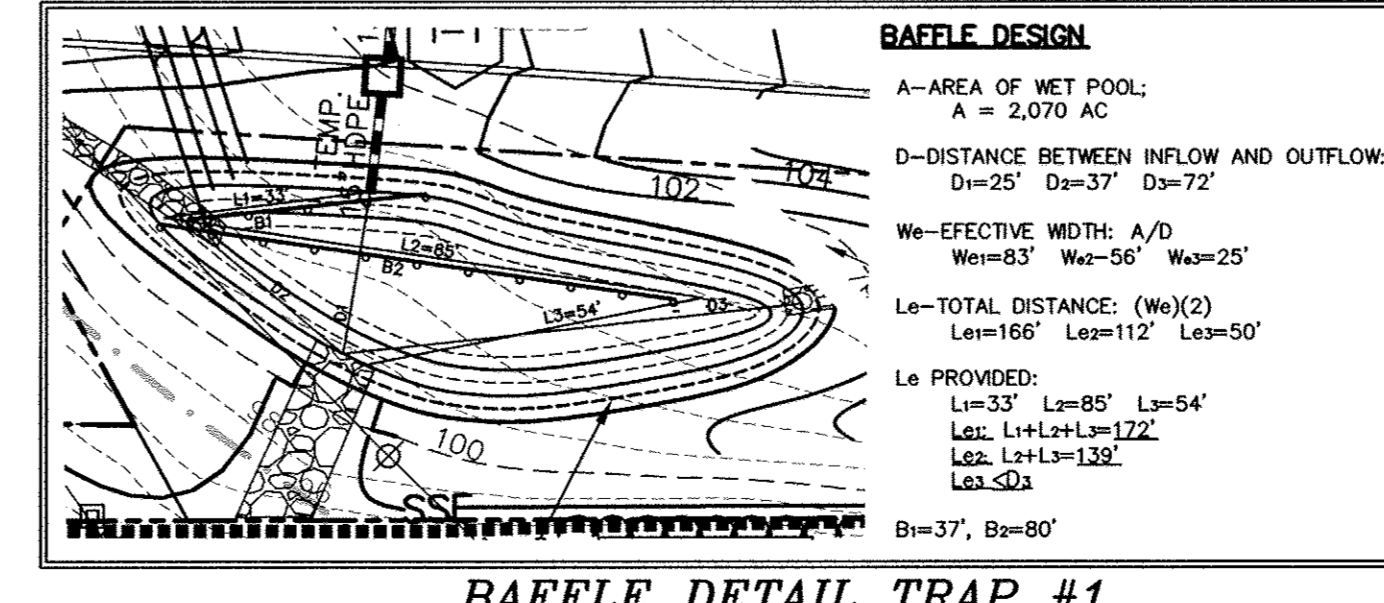 BAFFLE DESIGN
A-AREA OF WET POOL;
A = 2,070 AC
D-DISTANCE BETWEEN INFLOW AND OUTFLOW:
D1=25' D2=37' D3=72'
We-EFECTIVE WIDTH: A/D
We1=83' We2-56' We3=25'
Le-TOTAL DISTANCE: (We)(2)
Le1=166' Le2=112' Le3=50'
Le PROVIDED:
L1=33' L2=85' L3=54'
Le1: L1+L2+L3=172'
Le2: L2+L3=139'
Le3 <D3
B1=37', B2=80'
TEMP.
15" HDPE
102
104
L1=33'
B1
L2=85'
B2
D2
D1
L3=54'
D3
100
SSF
BAFFLE DETAIL TRAP #1